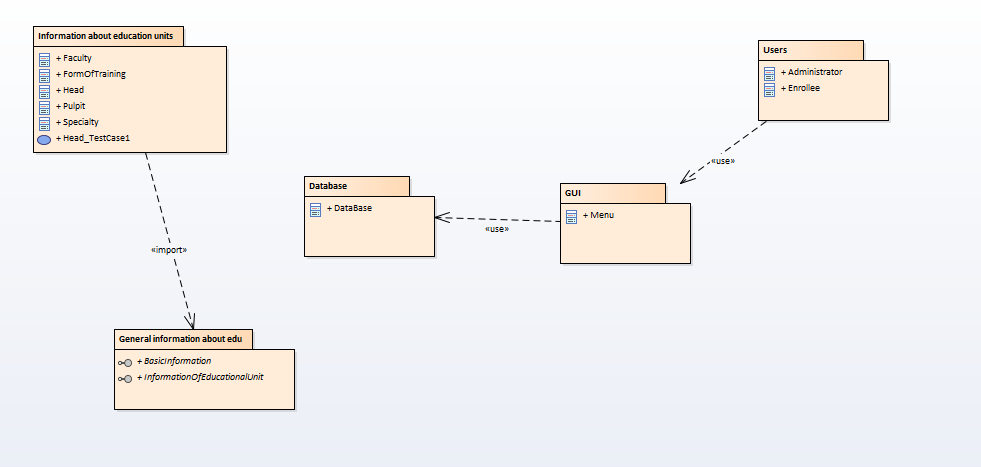 Information about education units
+ Faculty
+ FormOfTraining
+ Head
+ Pulpit
+ Specialty
+ Head_TestCase1
Users
+ Administrator
+ Enrollee
«use»
Database
+ DataBase
GUI
+ Menu
«use»
«import»
General information about edu
+ BasicInformation
+ InformationOfEducationalUnit